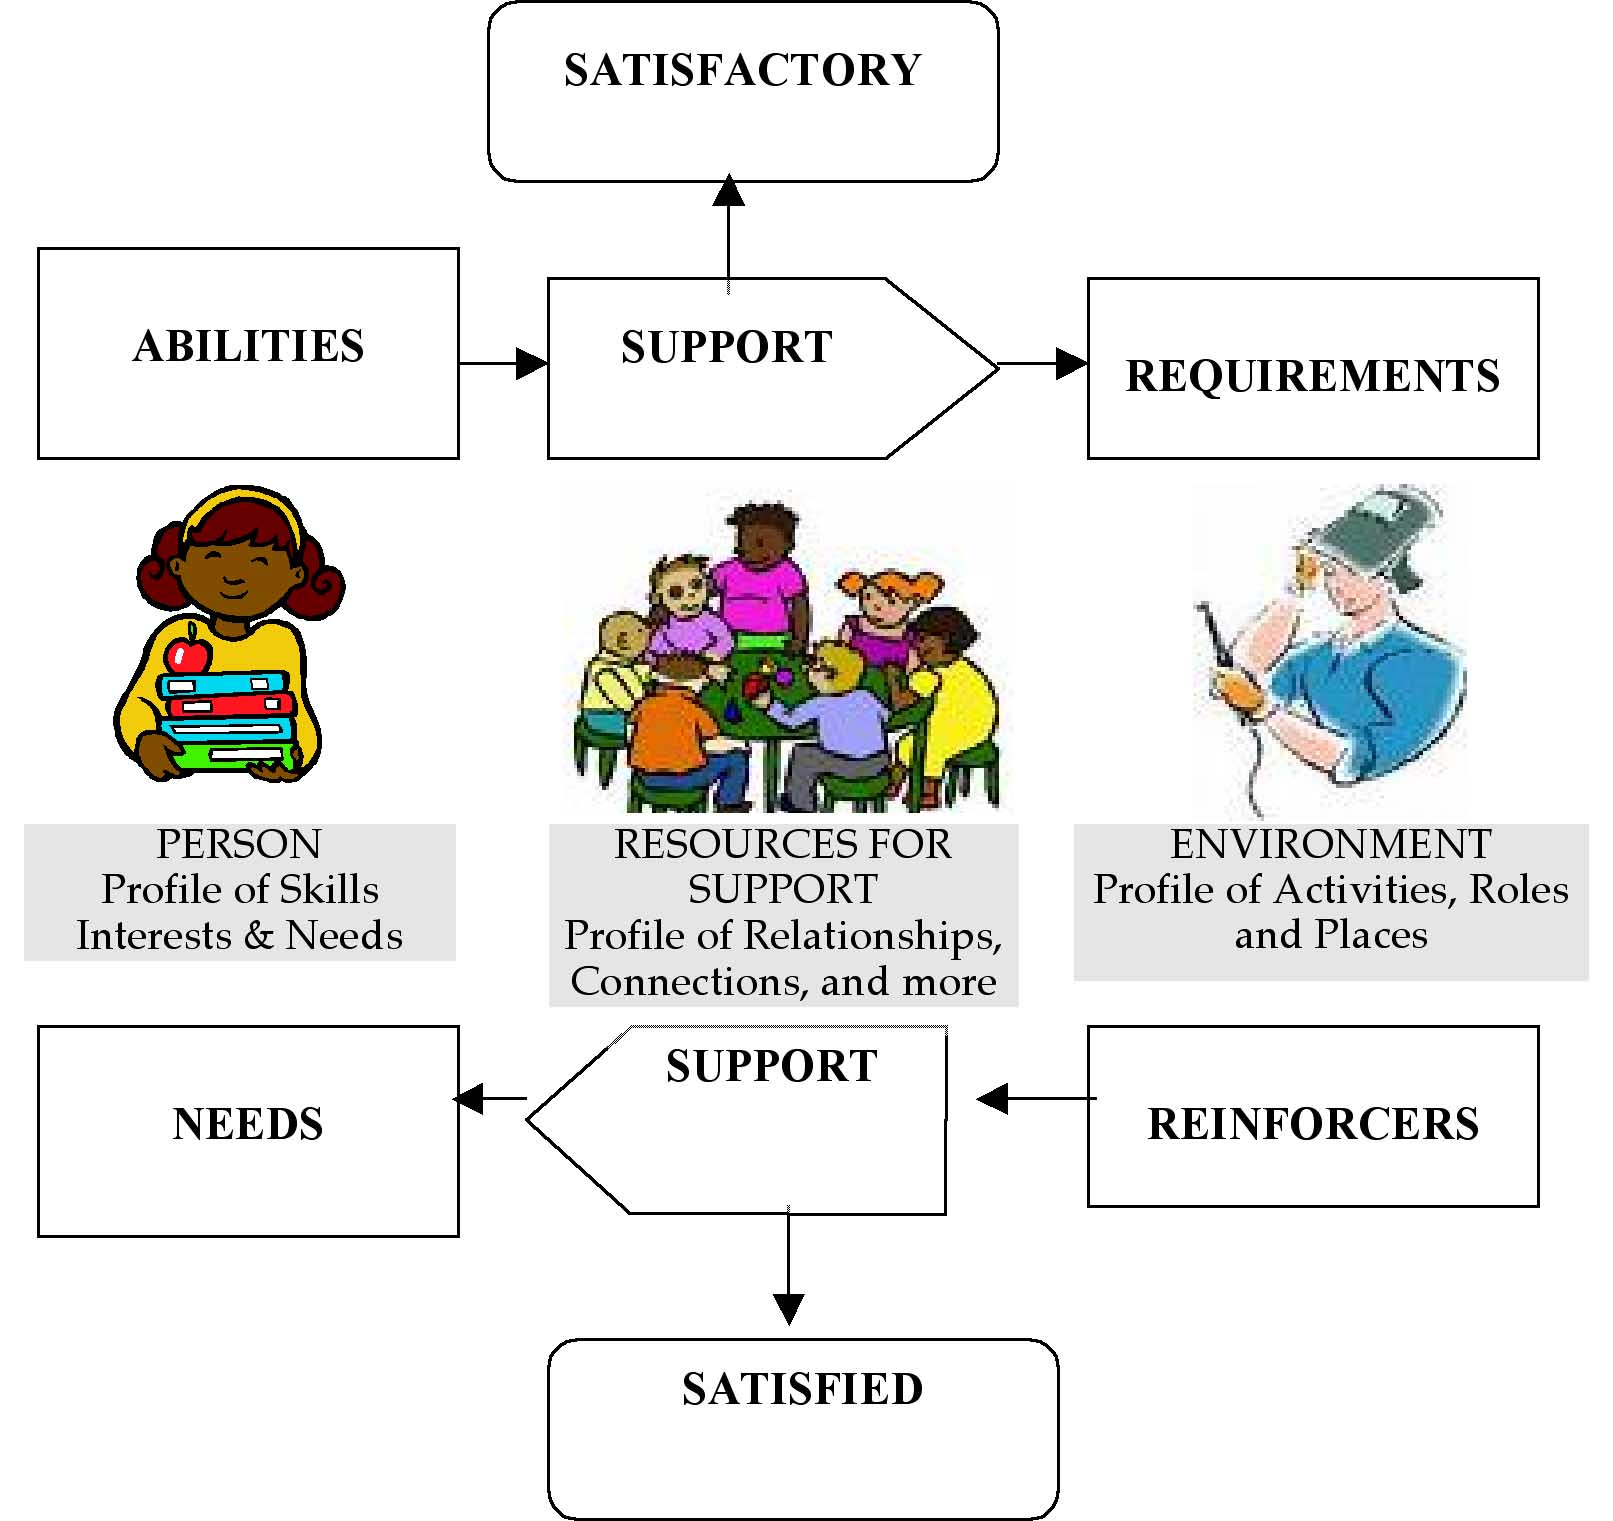 SATISFACTORY
ABILITIES
SUPPORT
REQUIREMENTS
PERSON
Profile of Skills
Interests & Needs
RESOURCES FOR
SUPPORT
Profile of Relationships,
Connections, and more
ENVIRONMENT
Profile of Activities, Roles
and Places
NEEDS
SUPPORT
REINFORCERS
SATISFIED